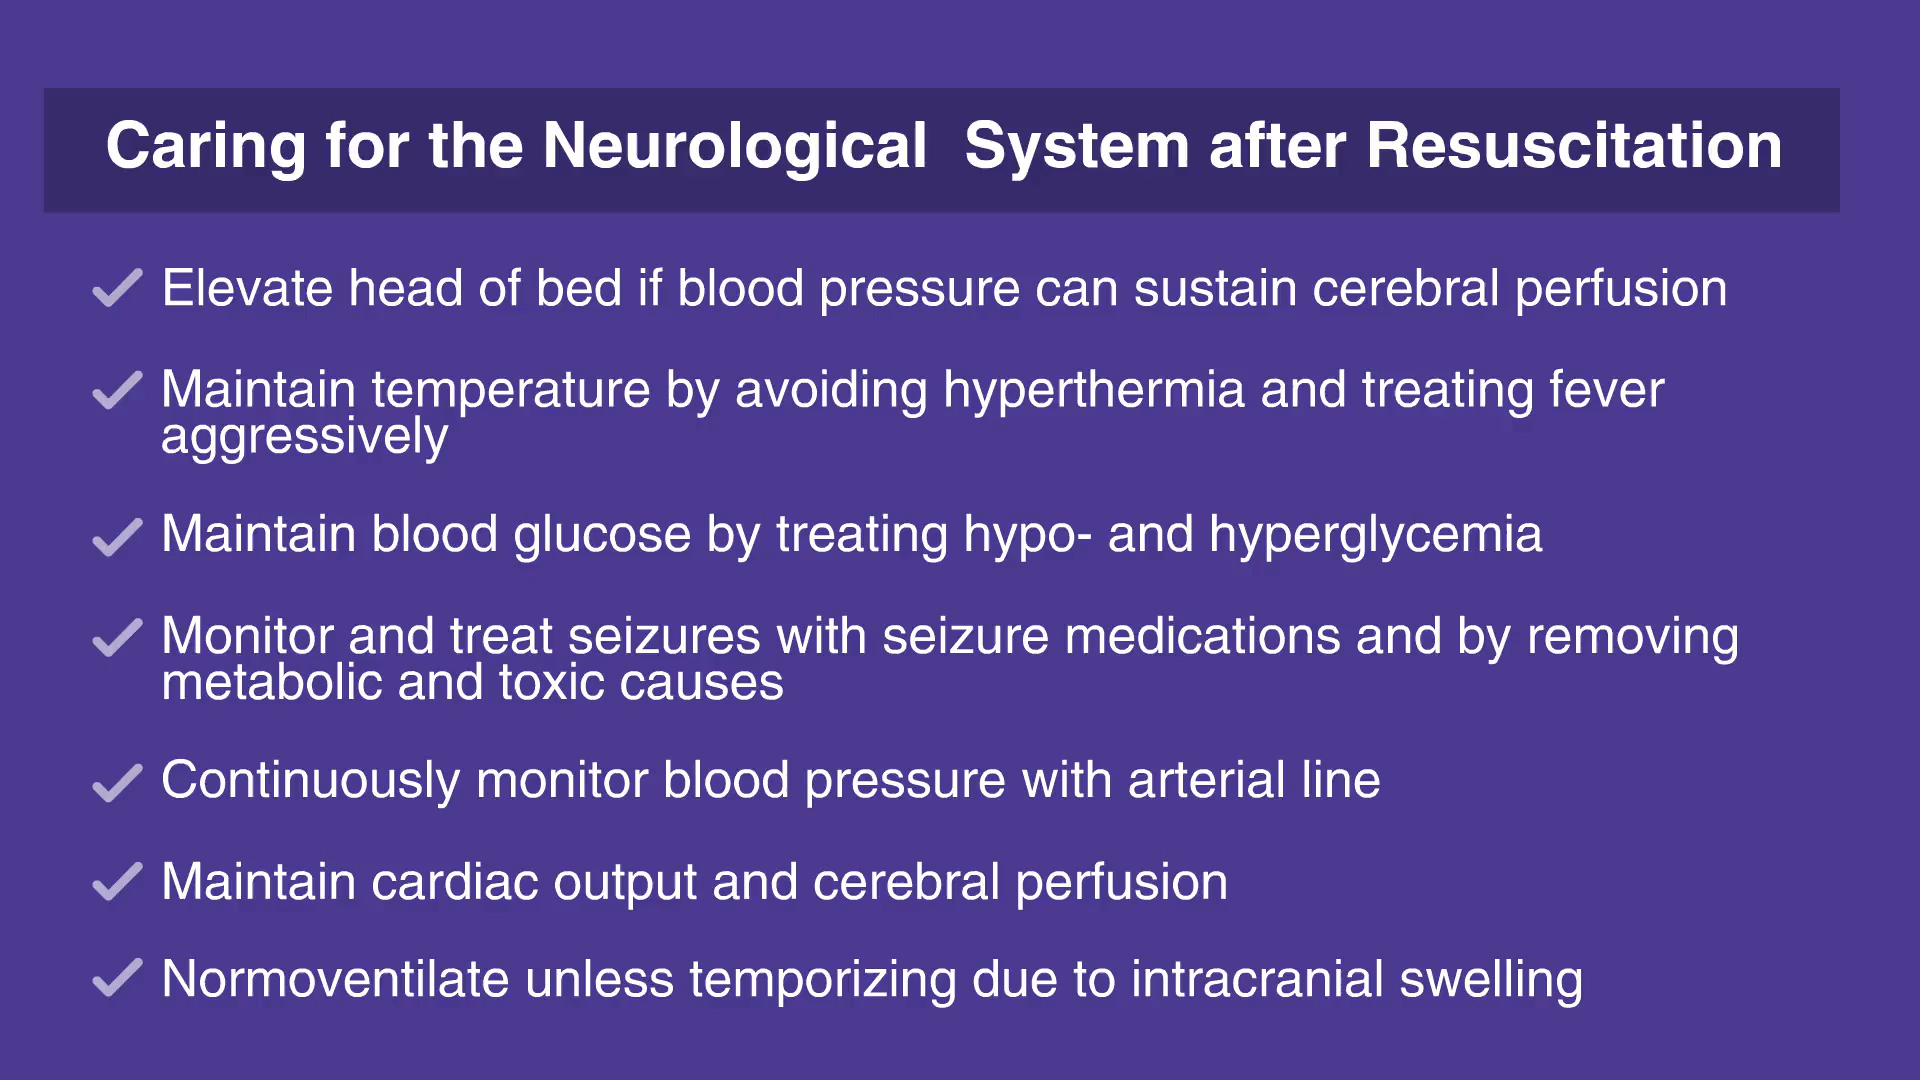 Caring for the Neurological  System after Resuscitation
Elevate head of bed if blood pressure can sustain cerebral perfusion
Maintain temperature by avoiding hyperthermia and treating fever
aggressively
Maintain blood glucose by treating hypo- and hyperglycemia
Monitor and treat seizures with seizure medications and by removing
metabolic and toxic causes
Continuously monitor blood pressure with arterial line
Maintain cardiac output and cerebral perfusion
Normoventilate unless temporizing due to intracranial swelling